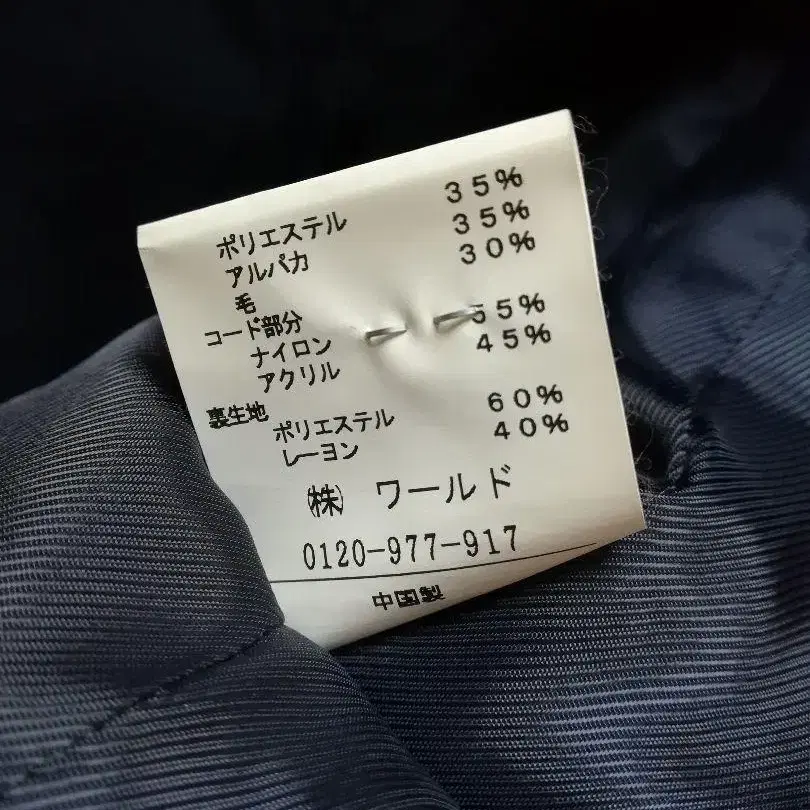 ポリエステル 35%
アルパカ 35%
毛 30%
コード部分
ナイロン 55%
アクリル 45%
裏生地
ポリエステル 60%
レーヨン 40%
㈱ ワールド
0120-977-917
中国製